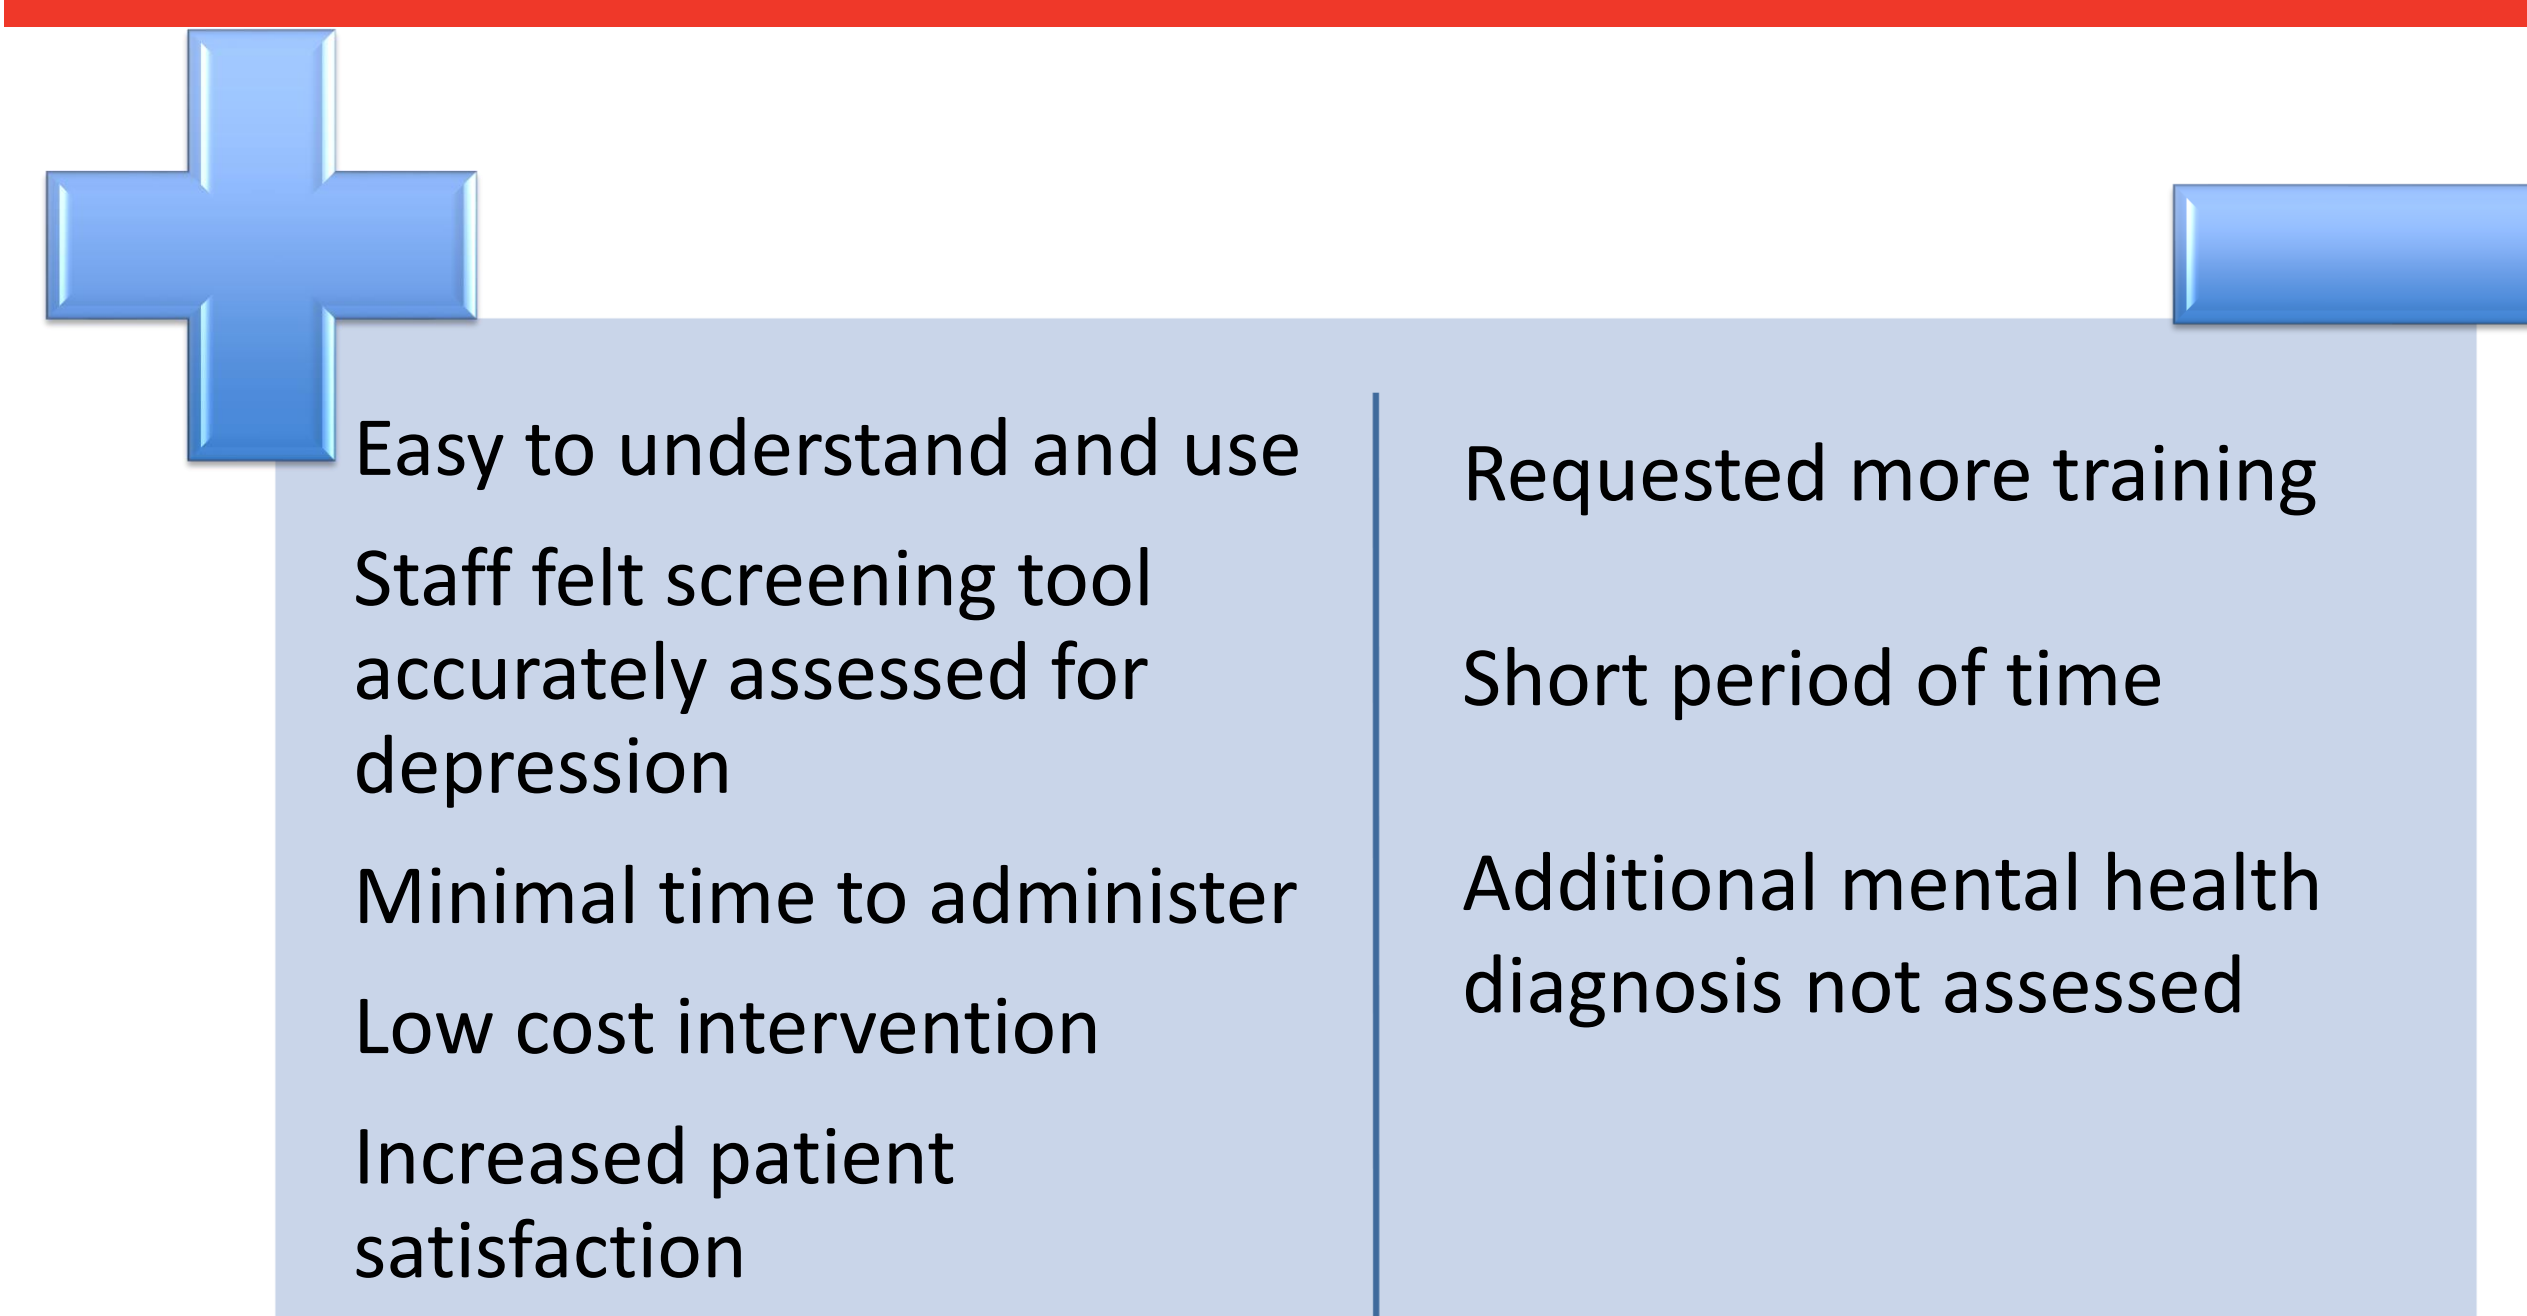 Easy to understand and use
Staff felt screening tool
accurately assessed for
depression
Minimal time to administer
Low cost intervention
Increased patient
satisfaction
Requested more training
Short period of time
Additional mental health
diagnosis not assessed